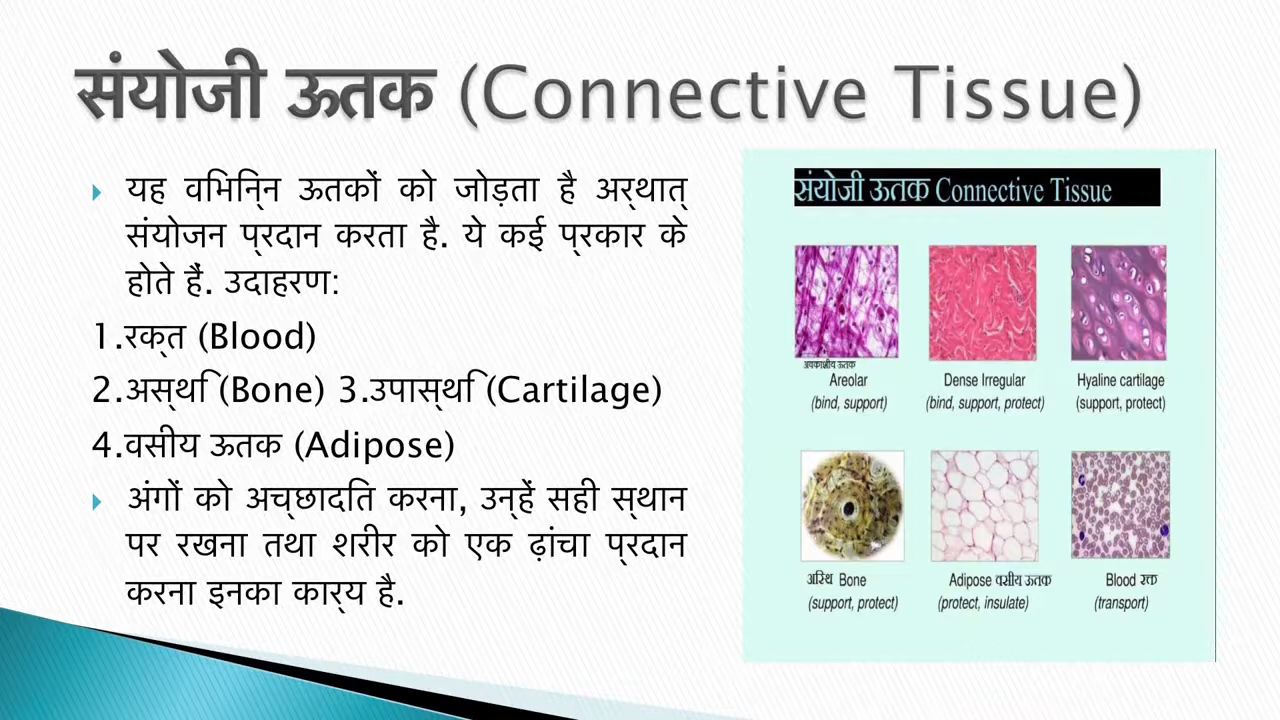 संयोजी ऊतक (Connective Tissue)
यह विभिन्न ऊतकों को जोड़ता है अर्थात्
संयोजन प्रदान करता है. ये कई प्रकार के
होते हैं. उदाहरण:
1.रक्त (Blood)
2.अस्थि (Bone) 3.उपास्थि (Cartilage)
4.वसीय ऊतक (Adipose)
अंगों को अच्छादति करना, उन्हें सही स्थान
पर रखना तथा शरीर को एक ढ़ांचा प्रदान
करना इनका कार्य है.
संयोजी ऊतक Connective Tissue
अवकाशीय ऊतक
Areolar
(bind, support)
Dense Irregular
(bind, support, protect)
Hyaline cartilage
(support, protect)
अस्थि Bone
(support, protect)
Adipose वसीय ऊतक
(protect, insulate)
Blood रक्त
(transport)